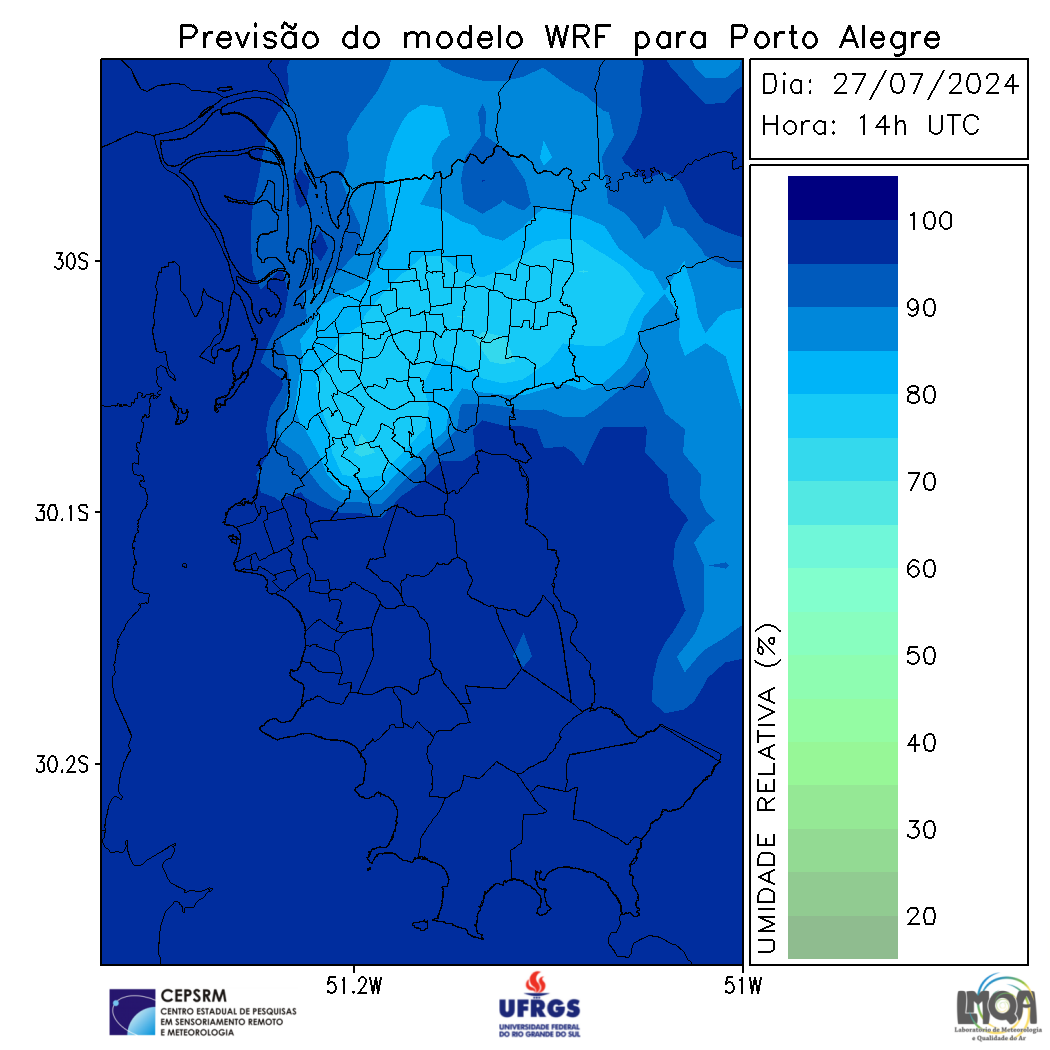 Previsão do modelo WRF para Porto Alegre
Dia: 27/07/2024
Hora: 14h UTC
100
90
80
70
60
50
40
30
20
UMIDADE RELATIVA (%)
30S
30.1S
30.2S
51.2W
51W
CEPSRM
CENTRO ESTADUAL DE PESQUISAS
EM SENSORIAMENTO REMOTO
E METEOROLOGIA
UFRGS
UNIVERSIDADE FEDERAL
DO RIO GRANDE DO SUL
LMQA
Laboratório de Meteorologia
e Qualidade do Ar